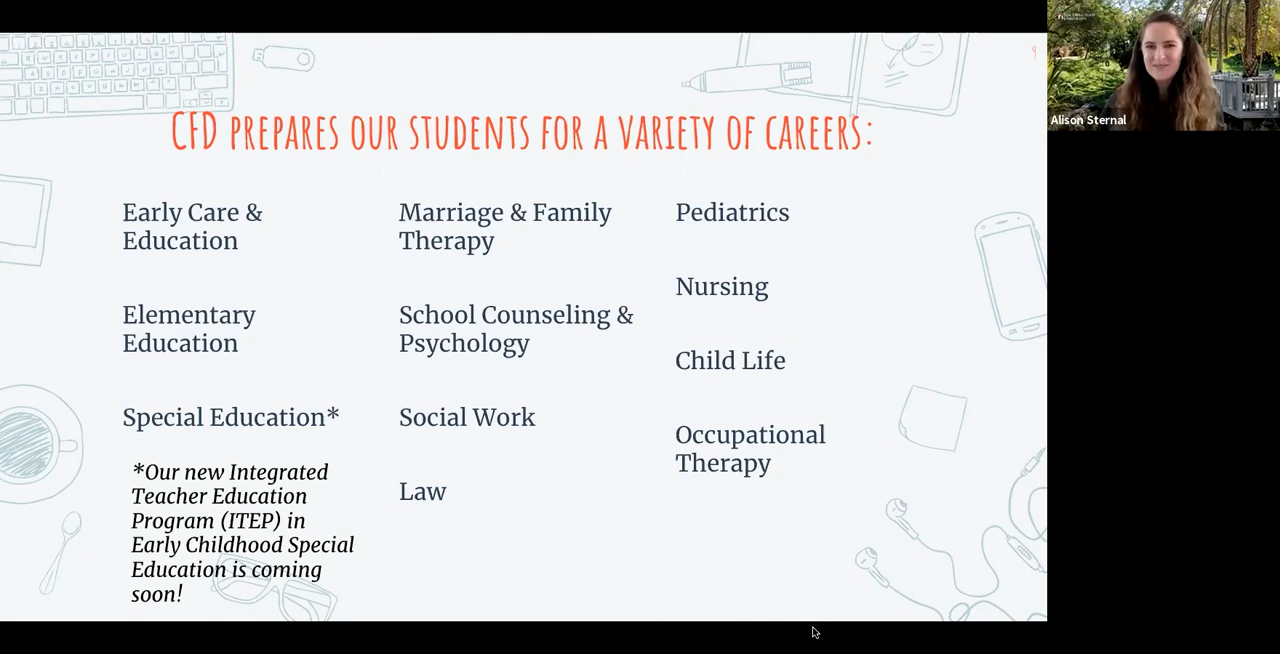 CFD PREPARES OUR STUDENTS FOR A VARIETY OF CAREERS:
Early Care &
Education
Elementary
Education
Special Education*
*Our new Integrated
Teacher Education
Program (ITEP) in
Early Childhood Special
Education is coming
soon!
Marriage & Family
Therapy
School Counseling &
Psychology
Social Work
Law
Pediatrics
Nursing
Child Life
Occupational
Therapy
9
Alison Sternal